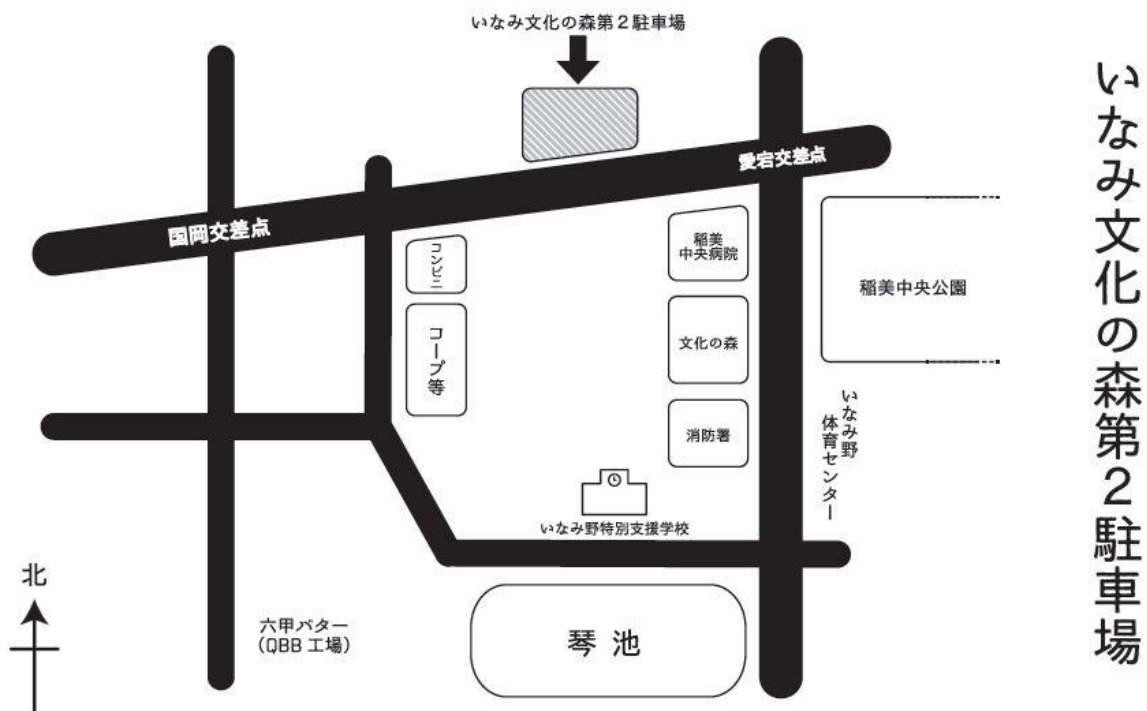 いなみ文化の森第2駐車場
いなみ文化の森第2駐車場
愛宕交差点
国岡交差点
コンビニ
稲美
中央病院
稲美中央公園
コープ等
文化の森
いなみ野
体育センター
消防署
いなみ野特別支援学校
北
六甲バター
(QBB 工場)
琴池